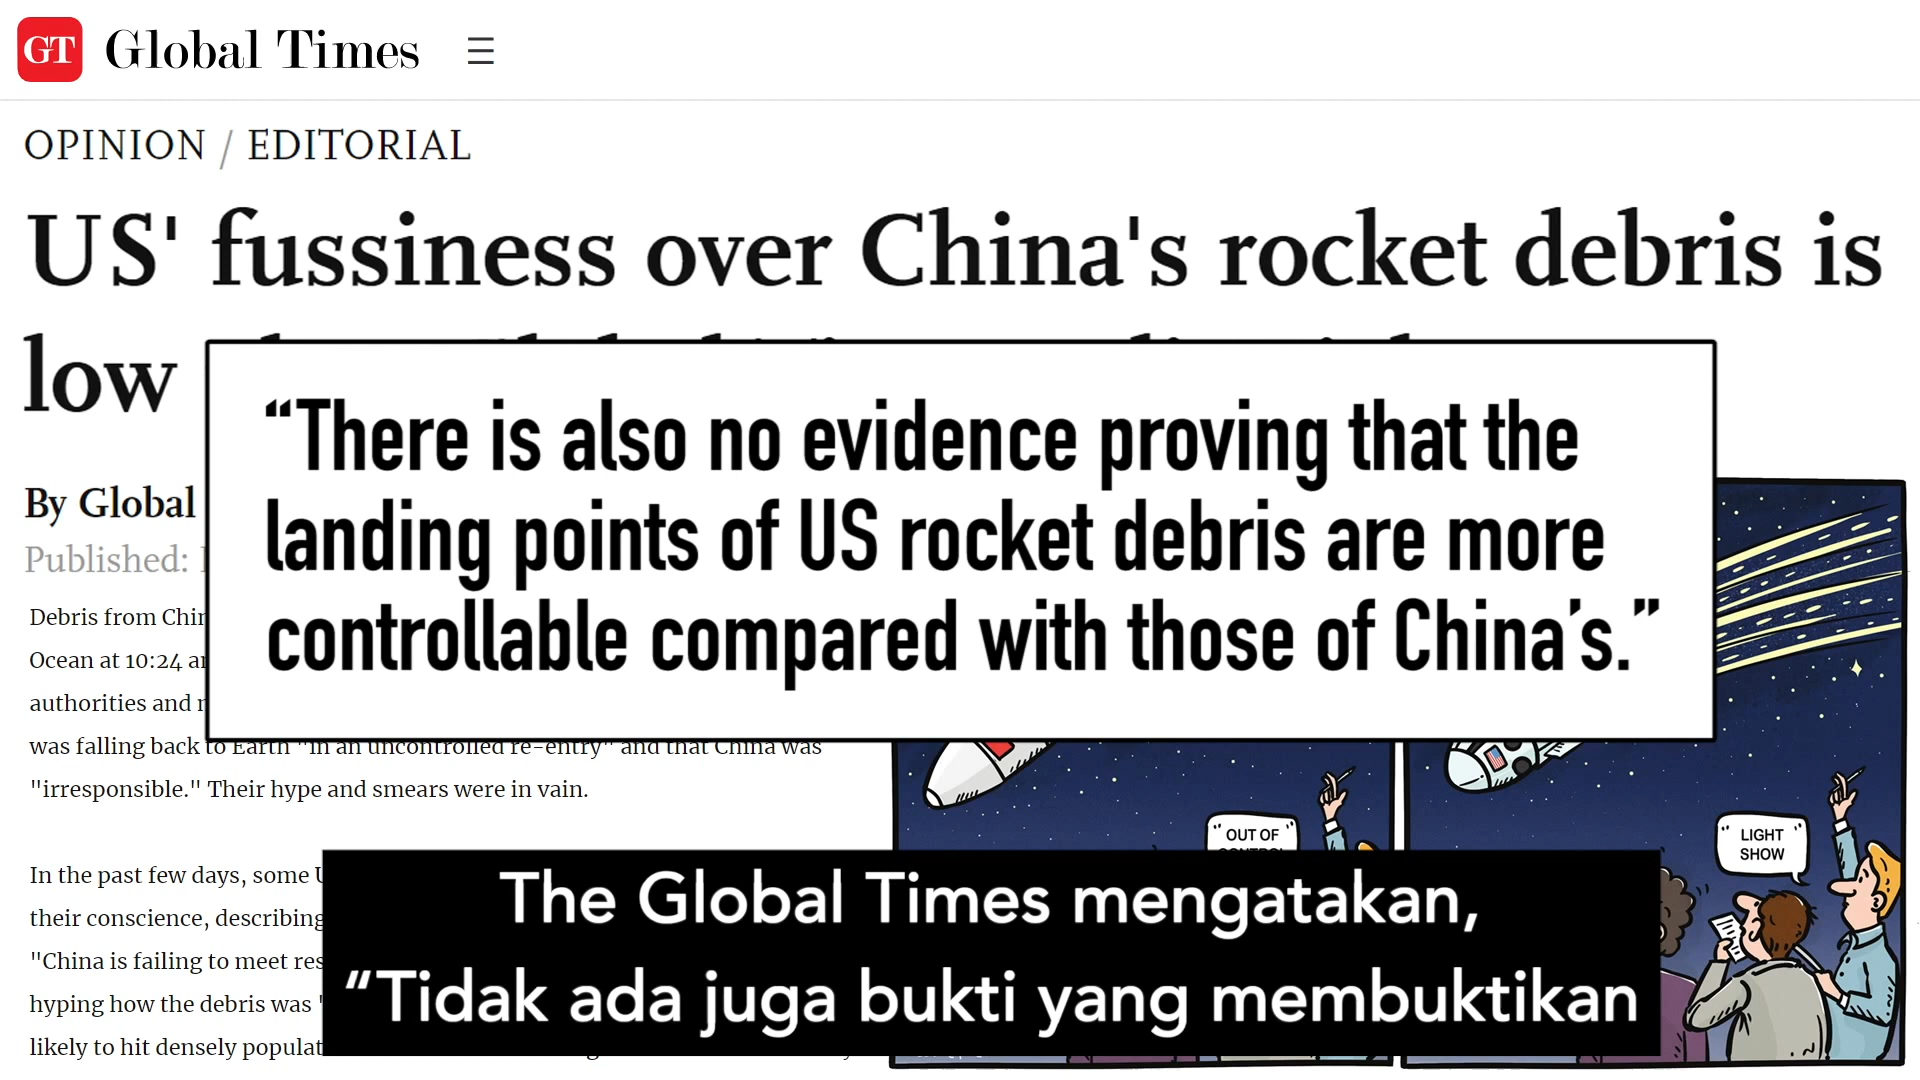 GT Global Times
OPINION / EDITORIAL
US' fussiness over China's rocket debris is
low
By Global
Published:
“There is also no evidence proving that the
landing points of US rocket debris are more
controllable compared with those of China’s.”
Debris from
Ocean at 10:24
authorities and
was falling back to Earth "in an uncontrolled re-entry" and that China was
"irresponsible." Their hype and smears were in vain.
In the past few days, some
their conscience, describing
"China is failing to meet
hyping how the debris was "
likely to hit densely
"OUT OF
CONTROL
"LIGHT
SHOW"
The Global Times mengatakan,
“Tidak ada juga bukti yang membuktikan